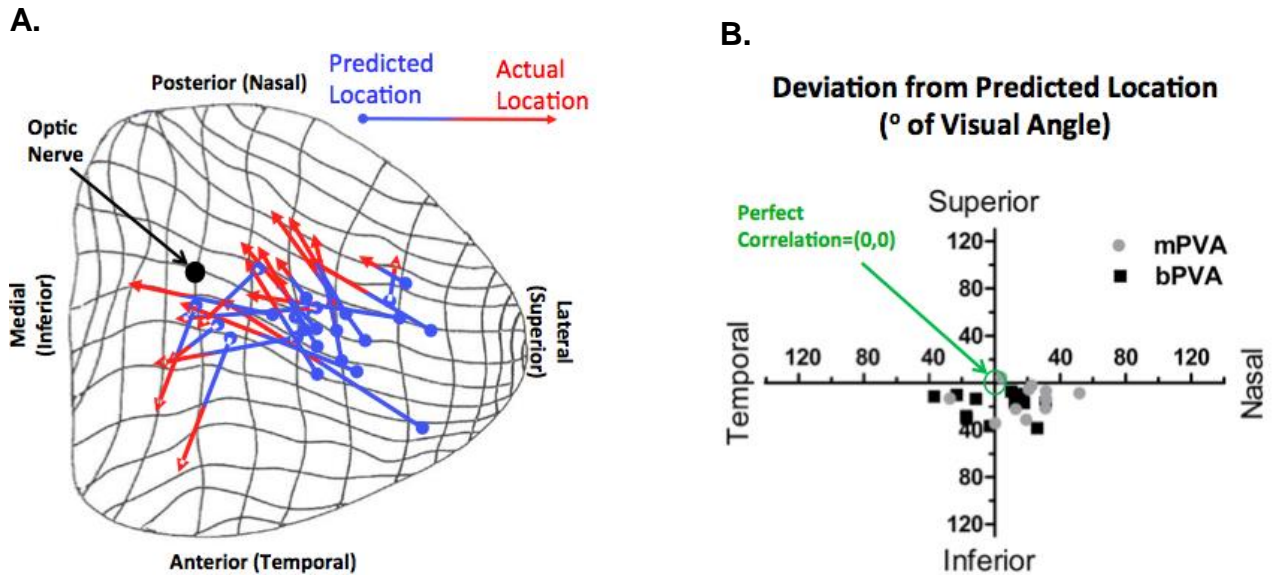 A.
Posterior (Nasal)
Predicted
Location
Actual
Location
Optic
Nerve
Medial
(Inferior)
Lateral
(Superior)
Anterior (Temporal)
B.
Deviation from Predicted Location
(° of Visual Angle)
Superior
Perfect
Correlation=(0,0)
mPVA
bPVA
120
80
40
120 80 40 40 80 120
Temporal
Nasal
40
80
120
Inferior